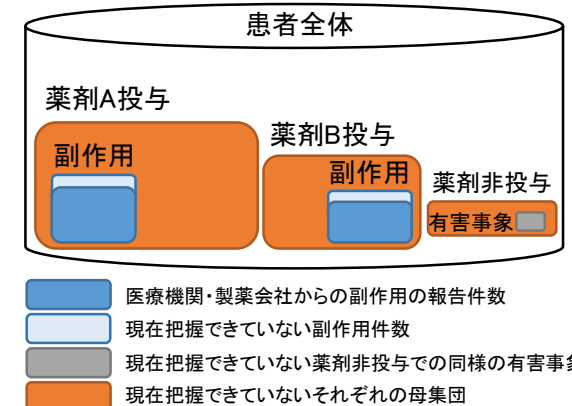 患者全体
薬剤A投与
副作用
薬剤B投与
副作用
薬剤非投与
有害事象
医療機関・製薬会社からの副作用の報告件数
現在把握できていない副作用件数
現在把握できていない薬剤非投与での同様の有害事象
現在把握できていないそれぞれの母集団